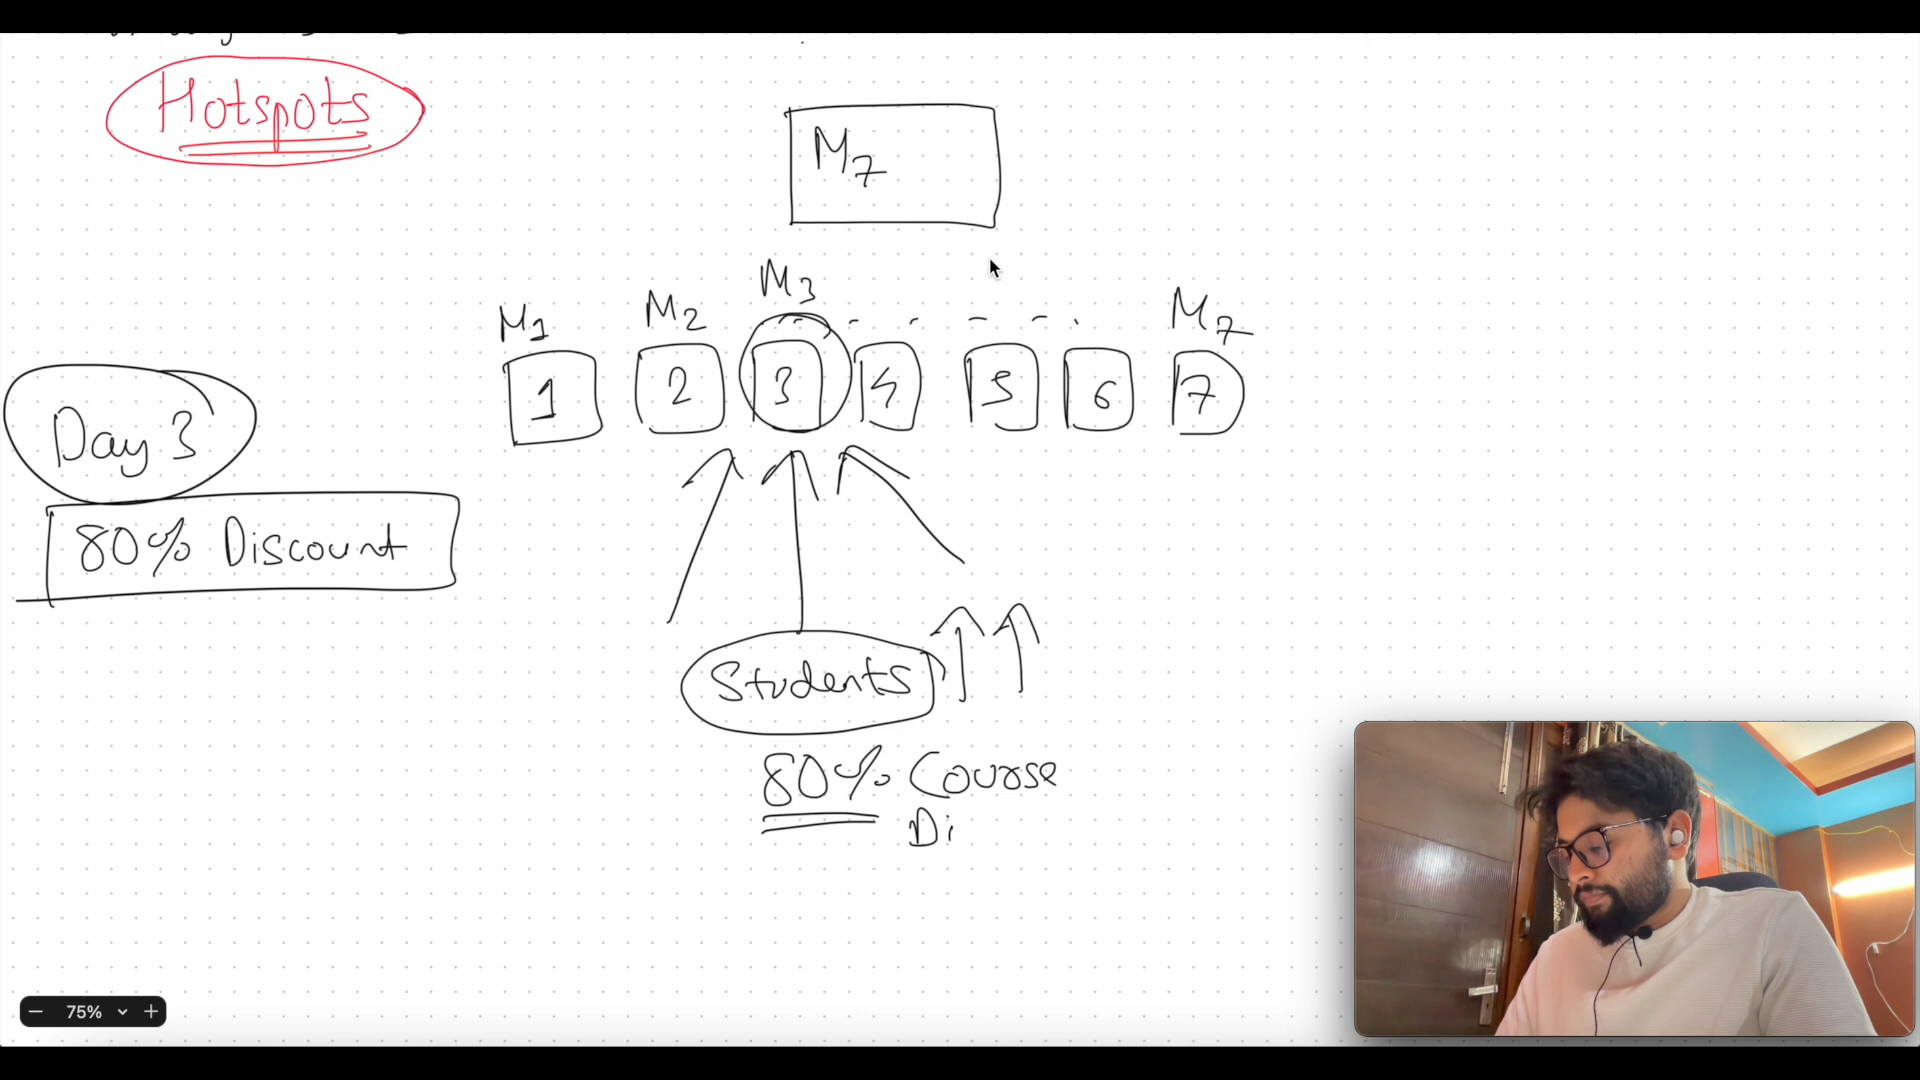 Hotspots
M7
M3
M1 M2 M7
1 2 3 4 5 6 7
Day 3
80% Discount
Students
80% Course
Di
75%